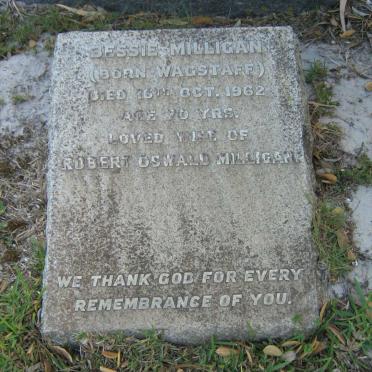 BESSIE MILLIGAN
(BORN WAGSTAFF)
DIED 16TH OCT. 1962
AGE 70 YRS.
LOVED WIFE OF
ROBERT OSWALD MILLIGAN
WE THANK GOD FOR EVERY
REMEMBRANCE OF YOU.